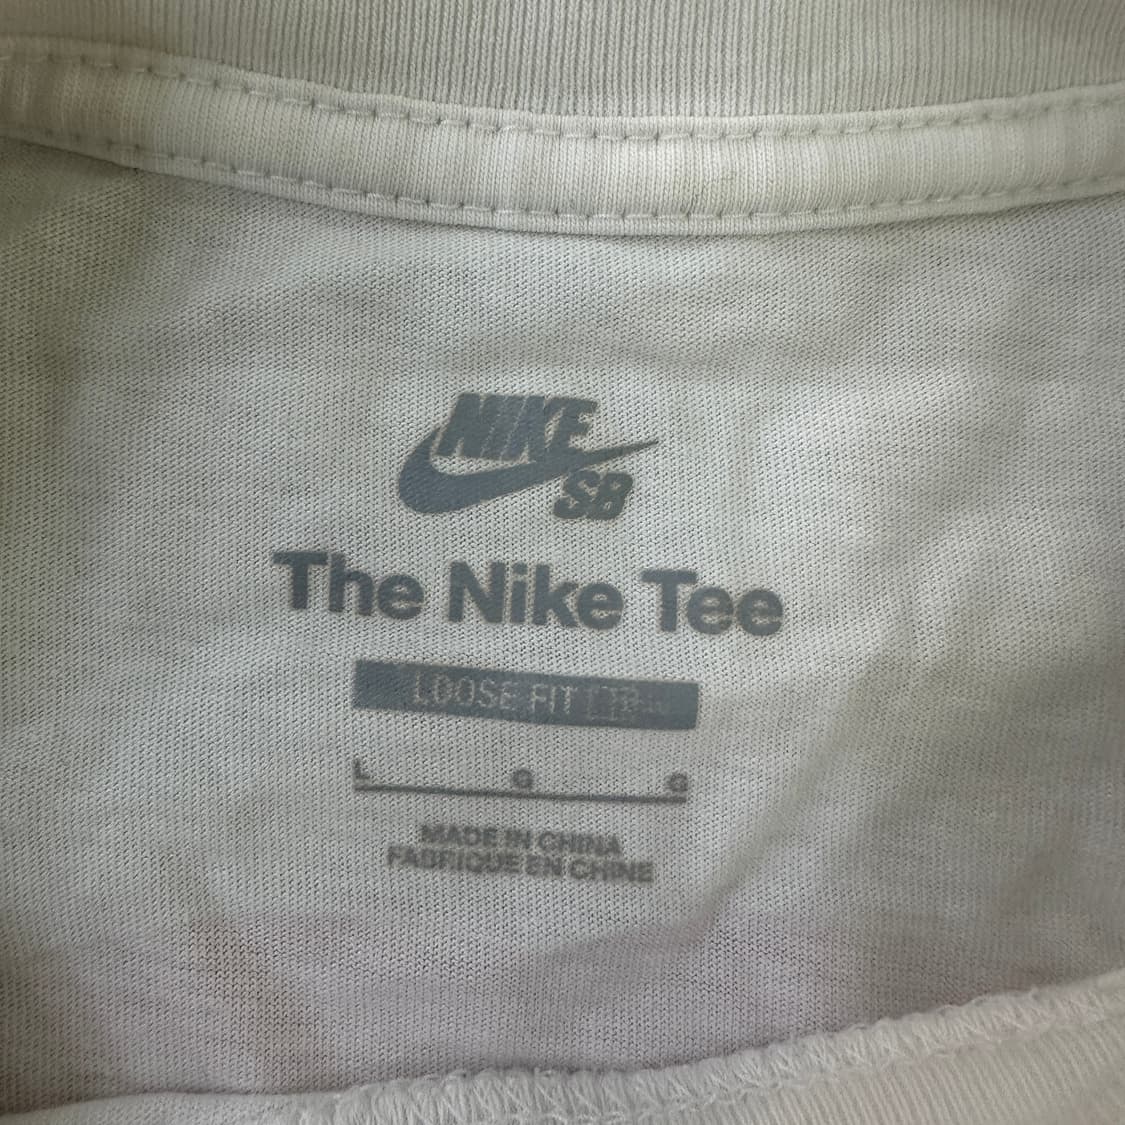 NIKE
SB
The Nike Tee
LOOSE FIT
L G G
MADE IN CHINA
FABRIQUE EN CHINE